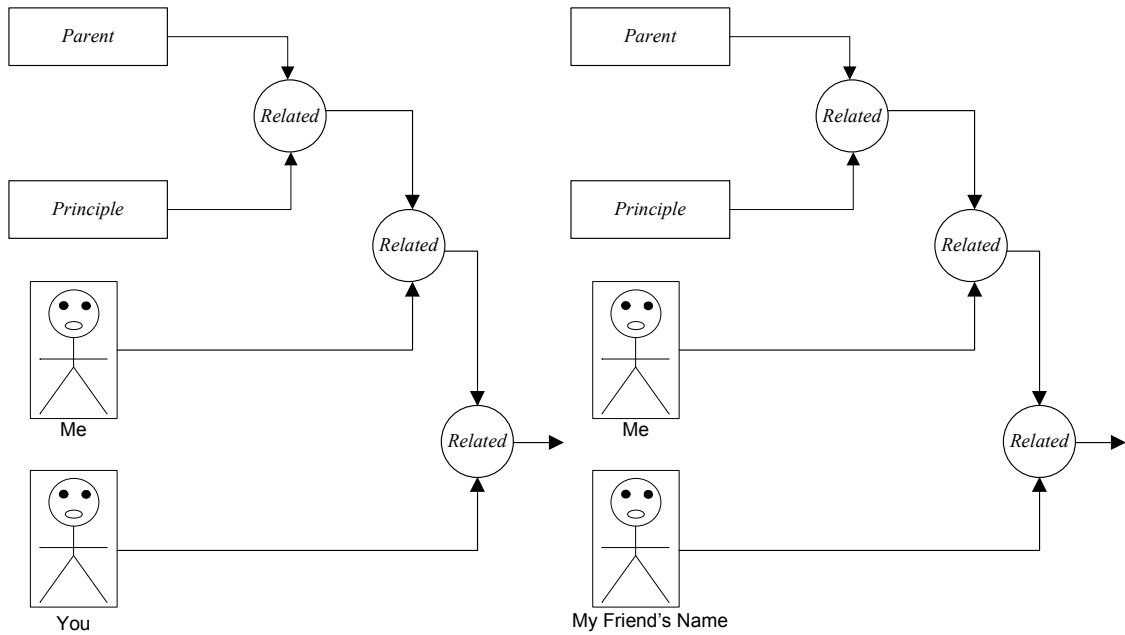 Parent
Related
Principle
Related
Me
Related
You
Parent
Related
Principle
Related
Me
Related
My Friend's Name